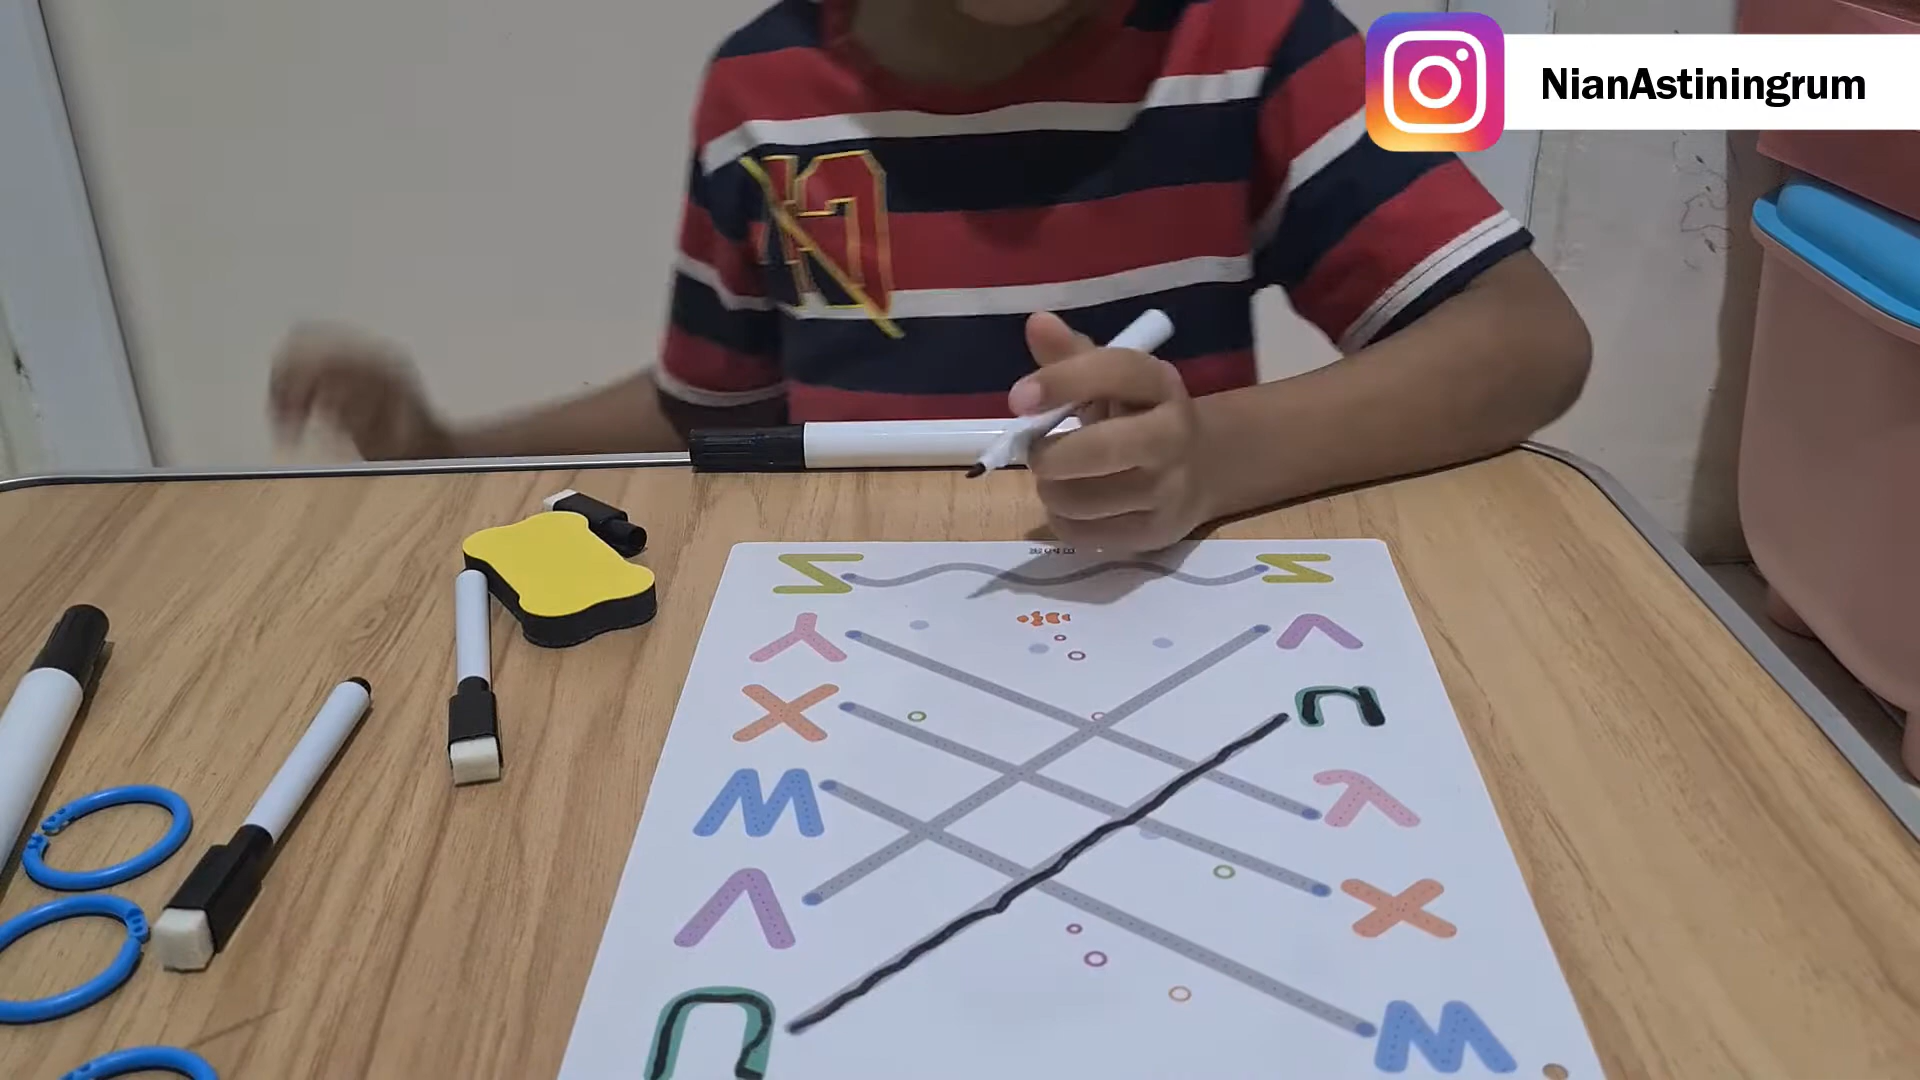 NianAstiningrum
w U
x V
y W
u X
v Y
z Z